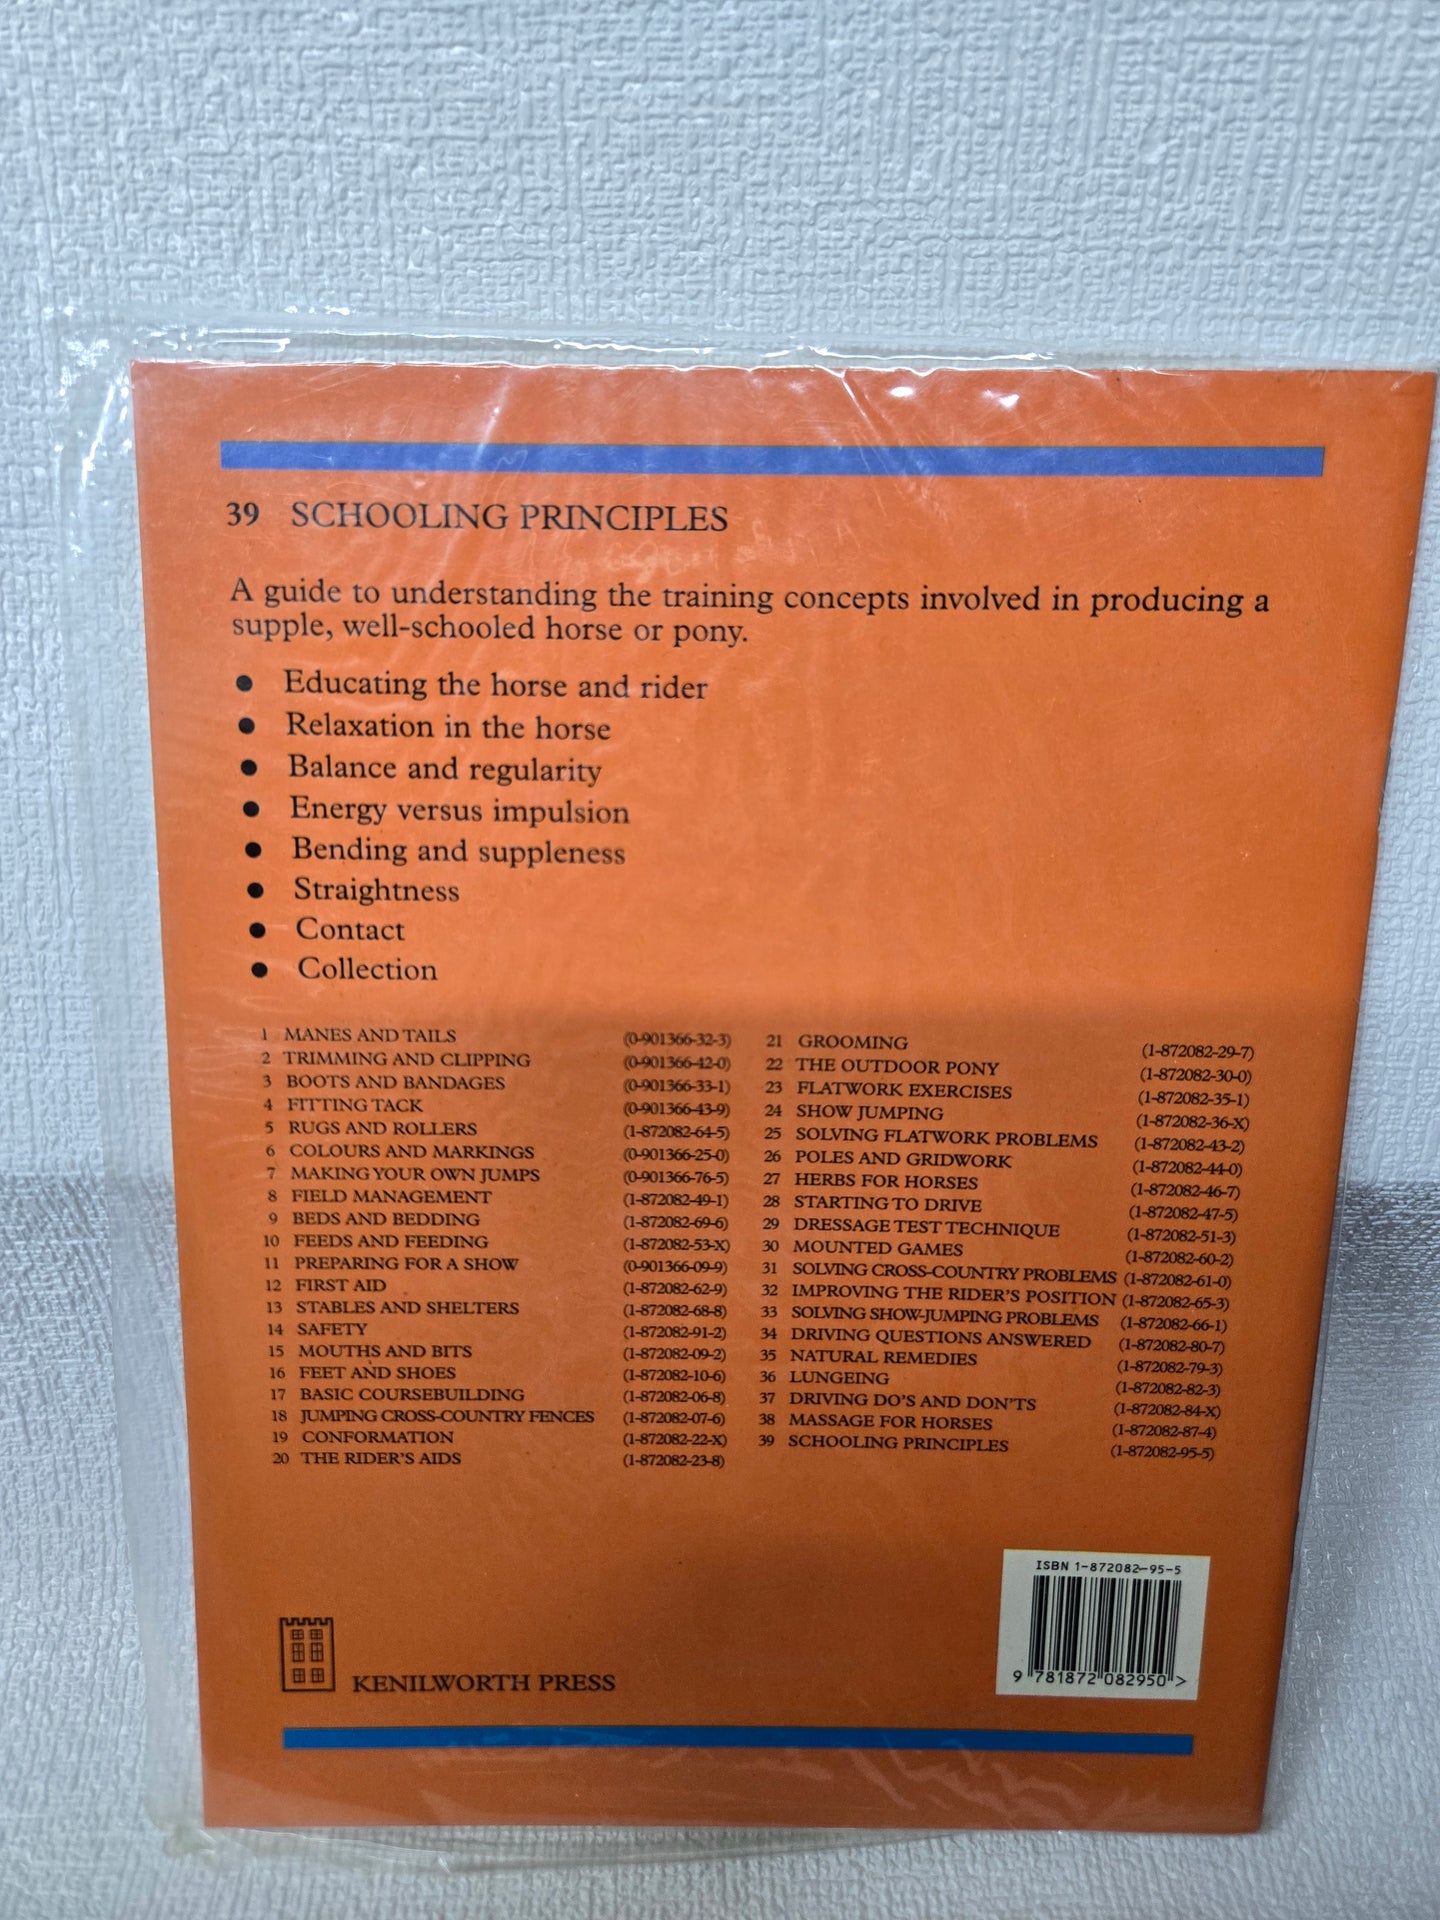 39 SCHOOLING PRINCIPLES
A guide to understanding the training concepts involved in producing a
supple, well-schooled horse or pony.
● Educating the horse and rider
● Relaxation in the horse
● Balance and regularity
● Energy versus impulsion
● Bending and suppleness
● Straightness
● Contact
● Collection
1 MANES AND TAILS (0-901366-32-3)
2 TRIMMING AND CLIPPING (0-901366-42-0)
3 BOOTS AND BANDAGES (0-901366-33-1)
4 FITTING TACK (0-901366-43-9)
5 RUGS AND ROLLERS (1-872082-64-5)
6 COLOURS AND MARKINGS (0-901366-25-0)
7 MAKING YOUR OWN JUMPS (0-901366-76-5)
8 FIELD MANAGEMENT (1-872082-49-1)
9 BEDS AND BEDDING (1-872082-69-6)
10 FEEDS AND FEEDING (1-872082-53-X)
11 PREPARING FOR A SHOW (0-901366-09-9)
12 FIRST AID (1-872082-62-9)
13 STABLES AND SHELTERS (1-872082-68-8)
14 SAFETY (1-872082-91-2)
15 MOUTHS AND BITS (1-872082-09-2)
16 FEET AND SHOES (1-872082-10-6)
17 BASIC COURSEBUILDING (1-872082-06-8)
18 JUMPING CROSS-COUNTRY FENCES (1-872082-07-6)
19 CONFORMATION (1-872082-22-X)
20 THE RIDER'S AIDS (1-872082-23-8)
21 GROOMING (1-872082-29-7)
22 THE OUTDOOR PONY (1-872082-30-0)
23 FLATWORK EXERCISES (1-872082-35-1)
24 SHOW JUMPING (1-872082-36-X)
25 SOLVING FLATWORK PROBLEMS (1-872082-43-2)
26 POLES AND GRIDWORK (1-872082-44-0)
27 HERBS FOR HORSES (1-872082-46-7)
28 STARTING TO DRIVE (1-872082-47-5)
29 DRESSAGE TEST TECHNIQUE (1-872082-51-3)
30 MOUNTED GAMES (1-872082-60-2)
31 SOLVING CROSS-COUNTRY PROBLEMS (1-872082-61-0)
32 IMPROVING THE RIDER'S POSITION (1-872082-65-3)
33 SOLVING SHOW-JUMPING PROBLEMS (1-872082-66-1)
34 DRIVING QUESTIONS ANSWERED (1-872082-80-7)
35 NATURAL REMEDIES (1-872082-79-3)
36 LUNGEING (1-872082-82-3)
37 DRIVING DO'S AND DON'TS (1-872082-84-X)
38 MASSAGE FOR HORSES (1-872082-87-4)
39 SCHOOLING PRINCIPLES (1-872082-95-5)
ISBN 1-872082-95-5
9 781872 082950 >
KENILWORTH PRESS